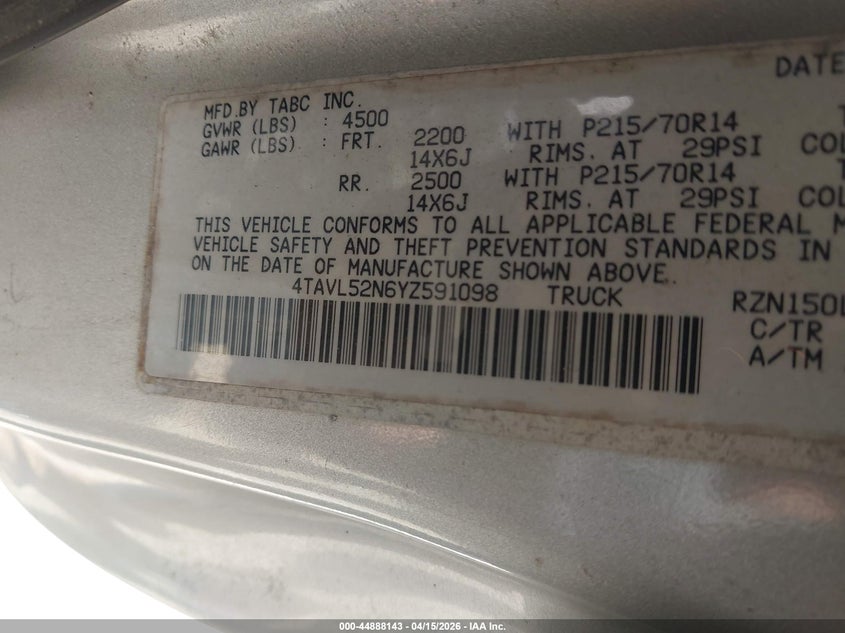 DATE
MFD.BY TABC INC.
GVWR (LBS) : 4500
GAWR (LBS) : FRT. 2200 WITH P215/70R14
14X6J RIMS. AT 29PSI COL
RR. 2500 WITH P215/70R14
14X6J RIMS. AT 29PSI COL
THIS VEHICLE CONFORMS TO ALL APPLICABLE FEDERAL M
VEHICLE SAFETY AND THEFT PREVENTION STANDARDS IN
ON THE DATE OF MANUFACTURE SHOWN ABOVE.
4TAVL52N6YZ591098 TRUCK RZN150L
C/TR
A/TM
000-44888143 - 04/15/2026 - IAA Inc.